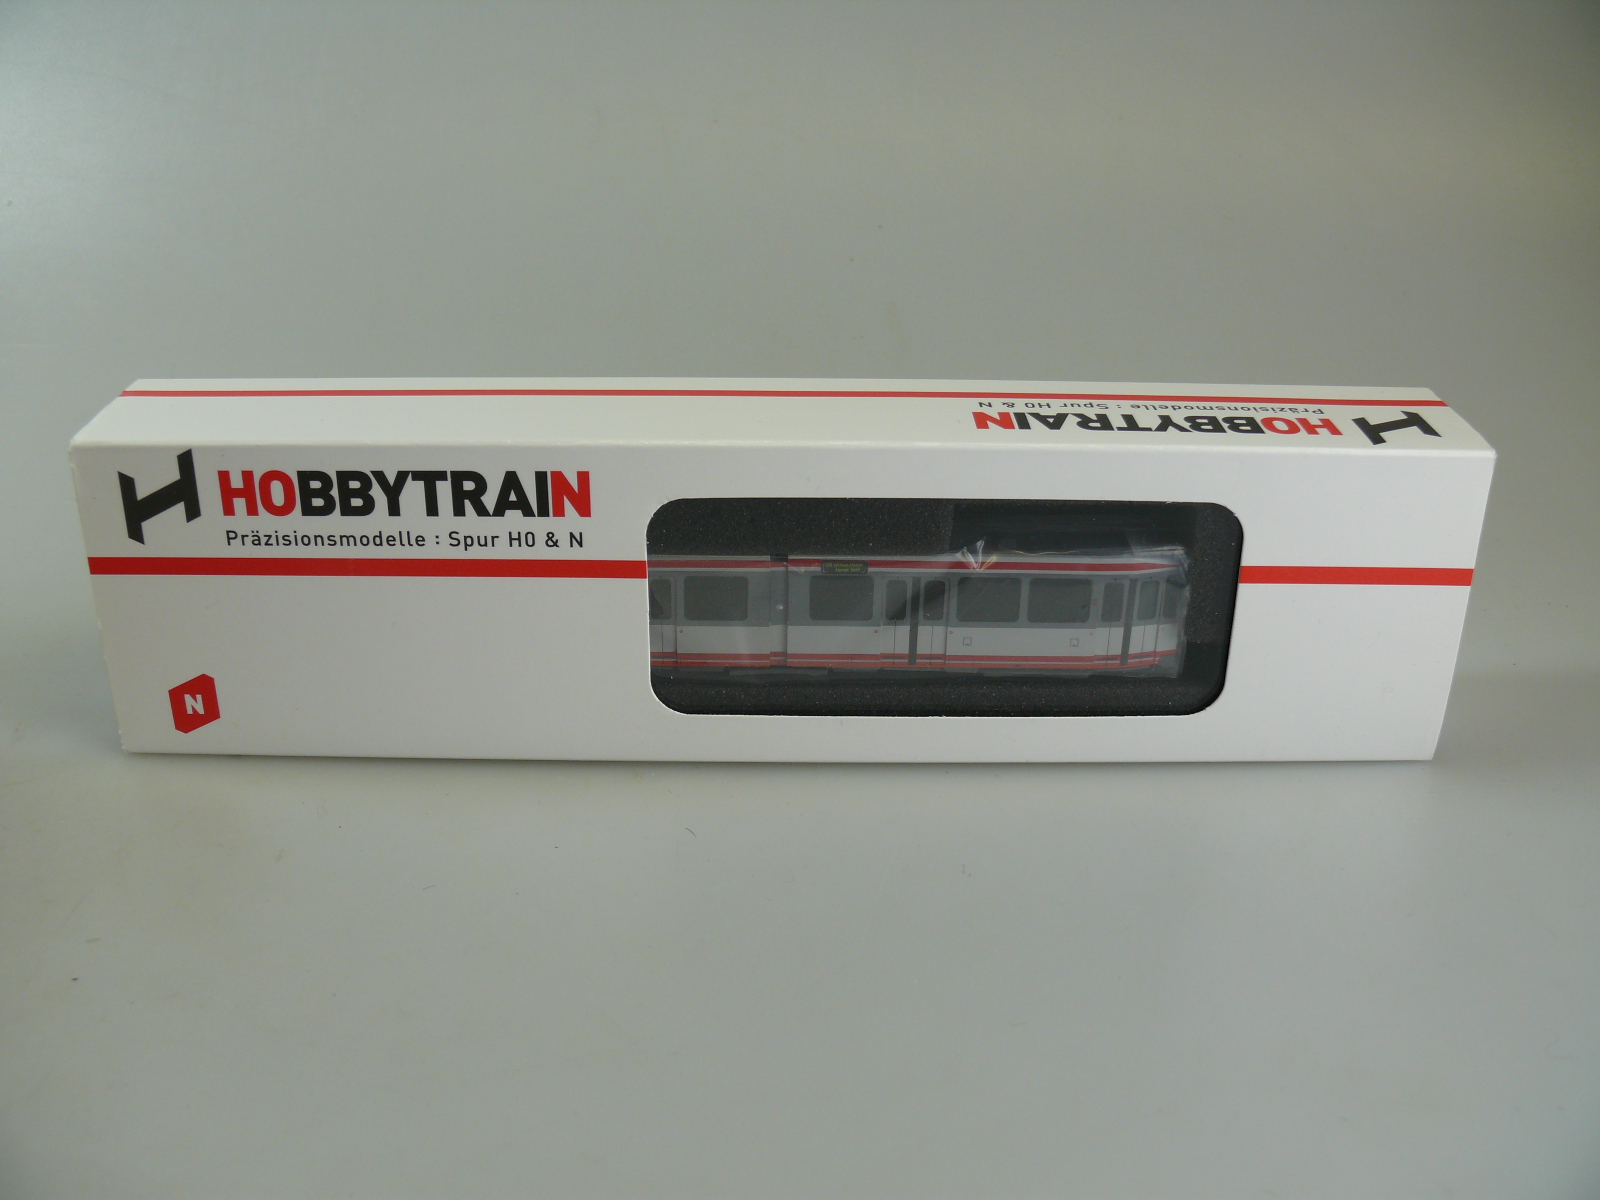 Präzisionsmodelle : Spur H0 & N
HOBBYTRAIN
HOBBYTRAIN
Präzisionsmodelle : Spur H0 & N
N